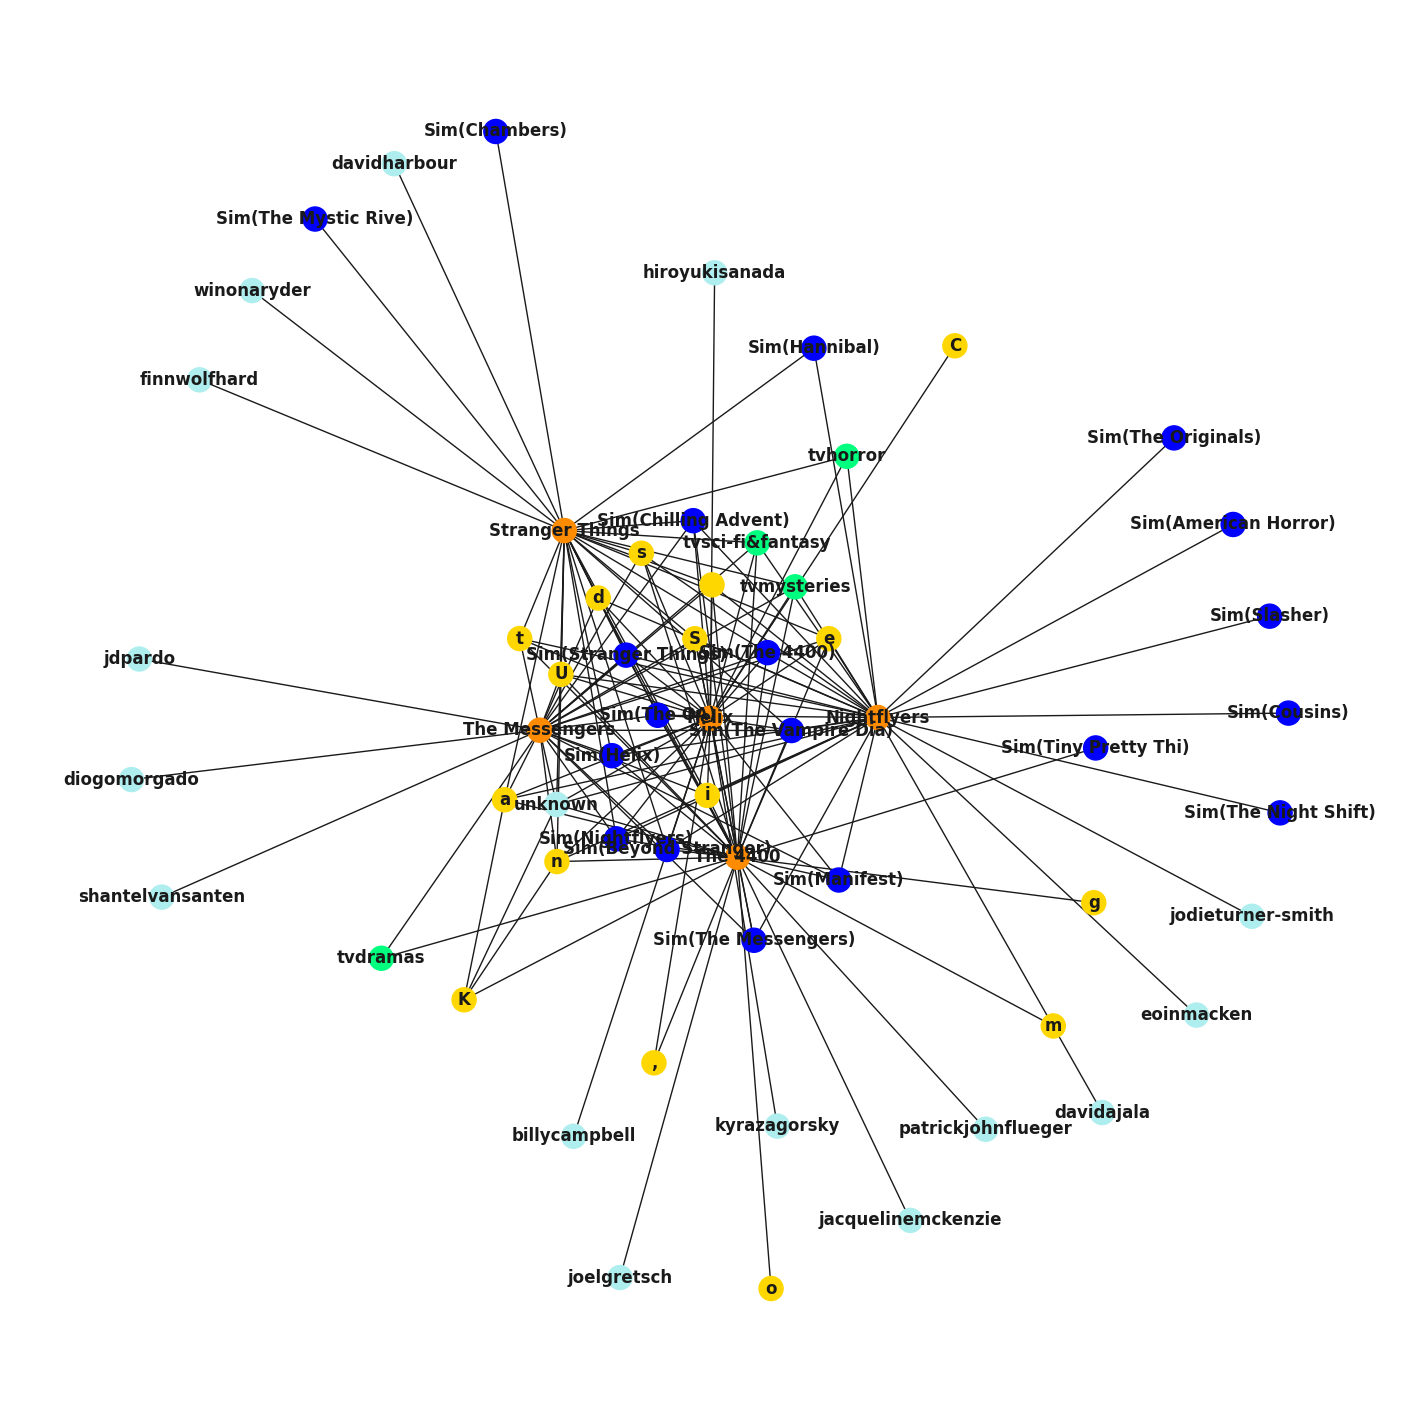 Sim(Chambers)
davidharbour
Sim(The Mystic Rive)
hiroyukisanada
winonaryder
C
Sim(Hannibal)
finnwolfhard
Sim(The Originals)
tvhorror
Sim(Chilling Advent)
Sim(American Horror)
Stranger Things
tvsci-fi&fantasy
s
tvmysteries
d
Sim(Slasher)
t
S
e
Sim(Stranger Things)
Sim(The 4400)
jdpardo
U
Sim(Cousins)
Sim(The OA)
Helix
Nightflyers
The Messengers
Sim(The Vampire Dia)
Sim(Tiny Pretty Thi)
Sim(Helix)
diogomorgado
i
a
unknown
Sim(The Night Shift)
Sim(Nightflyers)
Sim(Beyond Stranger)
The 4400
n
Sim(Manifest)
shantelvansanten
g
jodieturner-smith
Sim(The Messengers)
tvdramas
K
eoinmacken
m
,
davidajala
kyrazagorsky
patrickjohnflueger
billycampbell
jacquelinemckenzie
joelgretsch
o